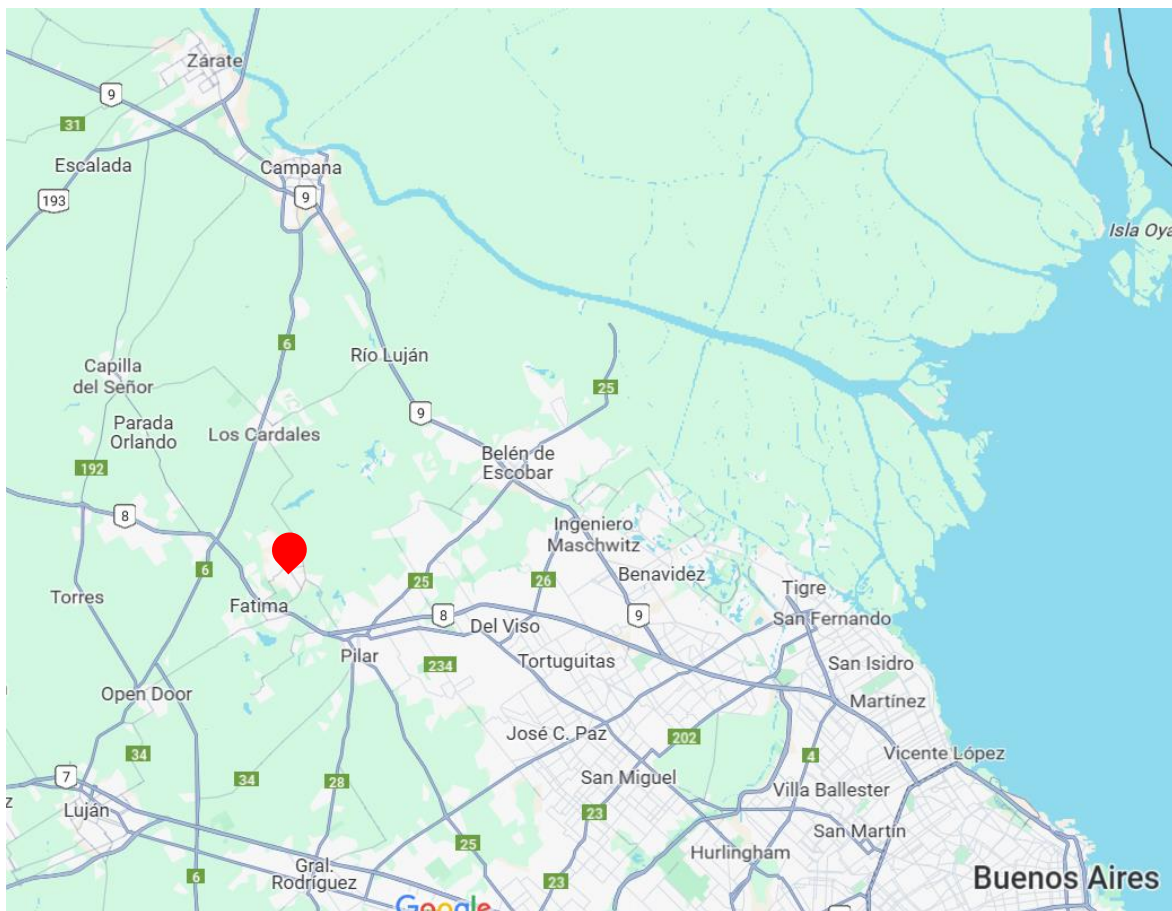 Zárate
9
31
Escalada
Campana
193
9
Isla Oya
6
Río Luján
Capilla
del Señor
25
9
Parada
Orlando
Los Cardales
Belén de
Escobar
192
8
Ingeniero
Maschwitz
6
25
26
Benavidez
Tigre
Torres
Fatima
8
9
San Fernando
Del Viso
Pilar
234
Tortuguitas
San Isidro
Open Door
Martínez
José C. Paz
202
34
4
Vicente López
7
34
28
San Miguel
Villa Ballester
z
Luján
23
San Martín
25
Hurlingham
Gral.
Rodríguez
6
23
Buenos Aires
Google